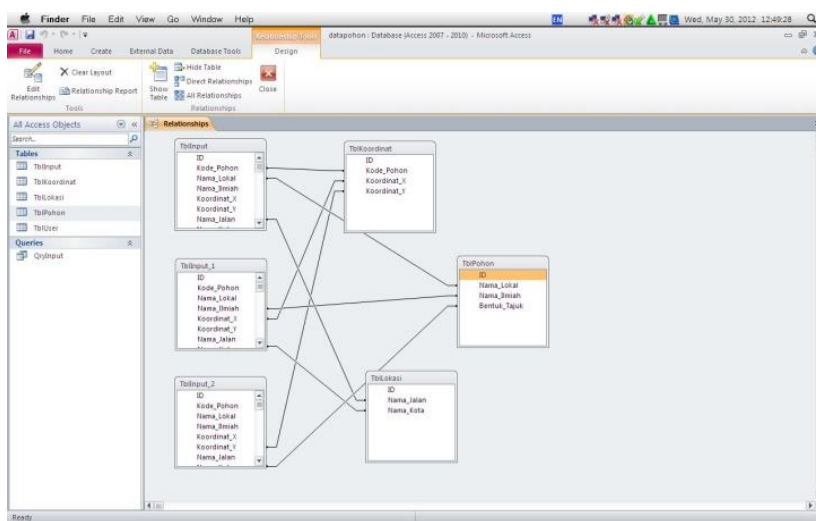 Finder File Edit View Go Window Help Wed, May 30, 2012 12:49:28
Relationship Tools datapohon : Database (Access 2007 - 2010) - Microsoft Access
File Home Create External Data Database Tools Design
Edit Relationships
Clear Layout
Relationship Report
Tools
Show Table
Hide Table
Direct Relationships
All Relationships
Close
Relationships
All Access Objects
Search...
Tables
TblInput
TblKoordinat
TblLokasi
TblPohon
TblUser
Queries
QryInput
Relationships
TblInput
ID
Kode_Pohon
Nama_Lokal
Nama_Ilmiah
Koordinat_X
Koordinat_Y
Nama_Jalan
TblKoordinat
ID
Kode_Pohon
Koordinat_X
Koordinat_Y
TblInput_1
ID
Kode_Pohon
Nama_Lokal
Nama_Ilmiah
Koordinat_X
Koordinat_Y
Nama_Jalan
TblPohon
ID
Nama_Lokal
Nama_Ilmiah
Bentuk_Tajuk
TblInput_2
ID
Kode_Pohon
Nama_Lokal
Nama_Ilmiah
Koordinat_X
Koordinat_Y
Nama_Jalan
TblLokasi
ID
Nama_Jalan
Nama_Kota
Ready